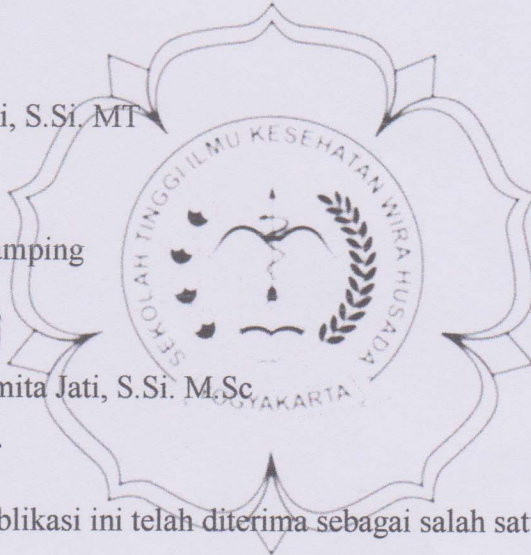 i, S.Si. MT
SEKOLAH TINGGI ILMU KESEHATAN WIRA HUSADA
amping
mita Jati, S.Si. M.Sc
YOGYAKARTA
blikasi ini telah diterima sebagai salah sat